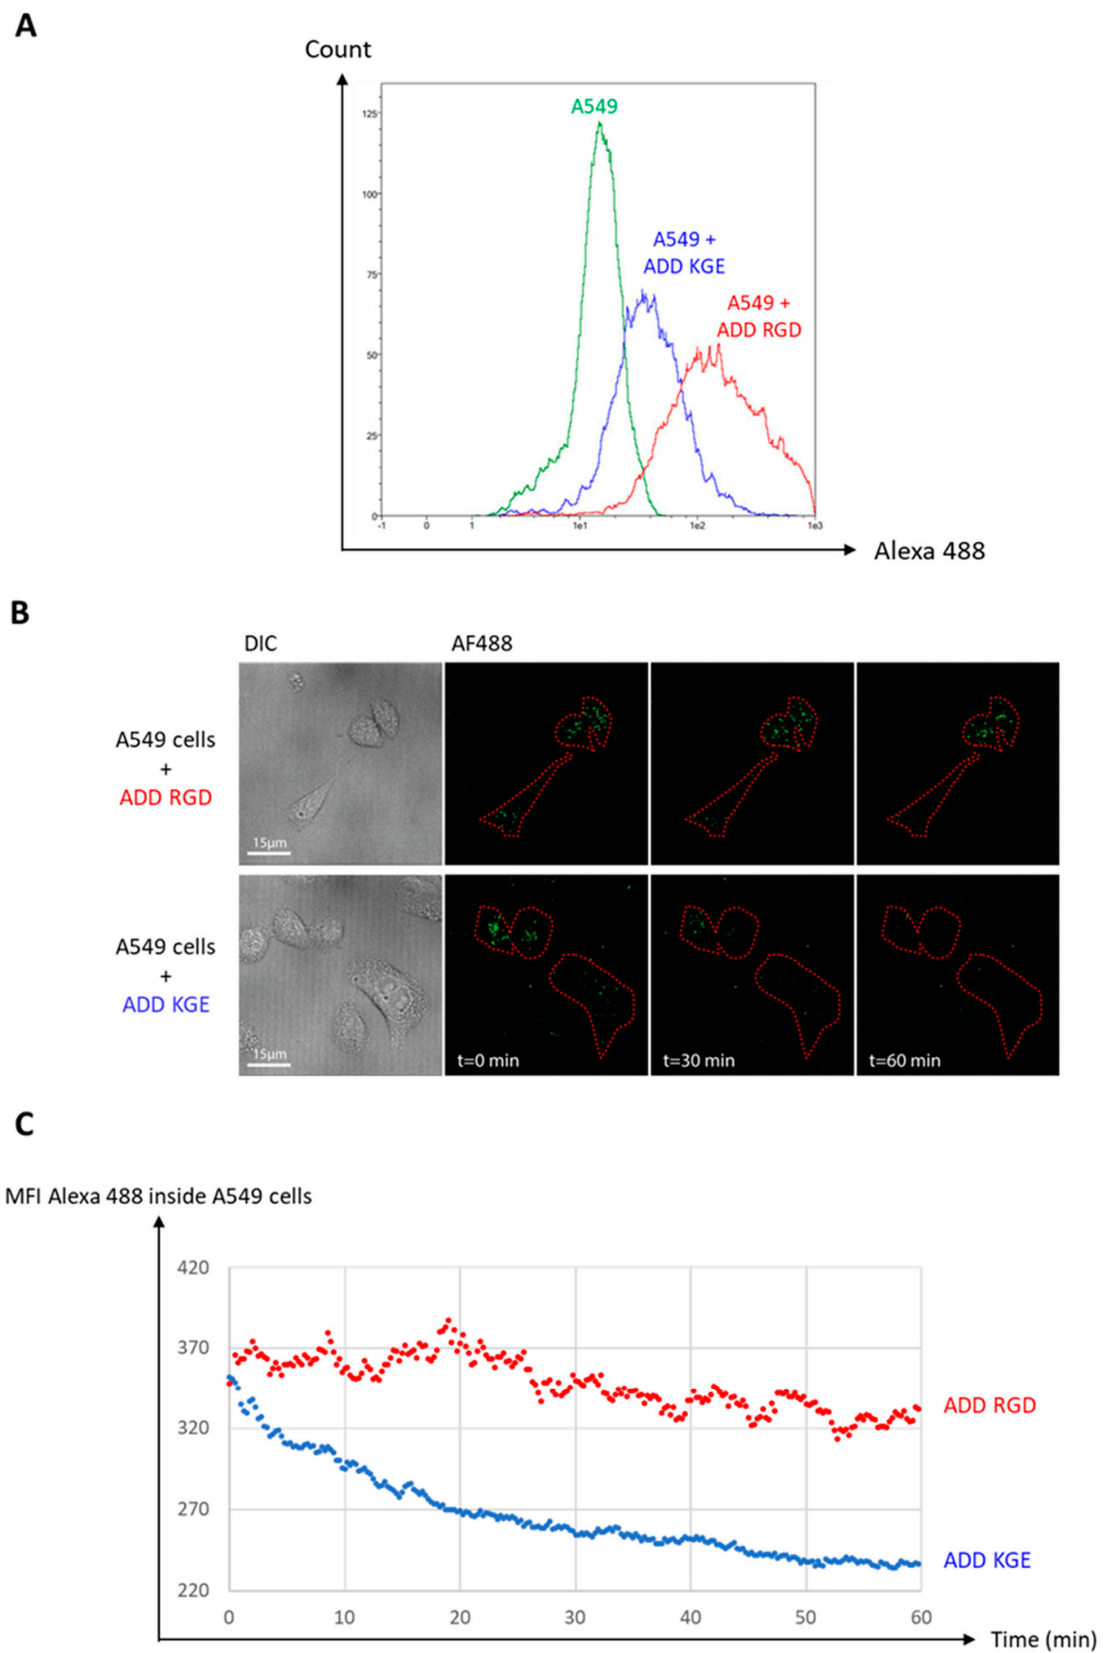 A
Count
A549
125
100
75
50
25
0
A549 +
ADD KGE
A549 +
ADD RGD
-1 0 1 1e1 1e2 1e3
Alexa 488
B
DIC AF488
A549 cells
+
ADD RGD
15µm
A549 cells
+
ADD KGE
15µm
t=0 min t=30 min t=60 min
C
MFI Alexa 488 inside A549 cells
420
370
320
270
220
ADD RGD
ADD KGE
0 10 20 30 40 50 60
Time (min)